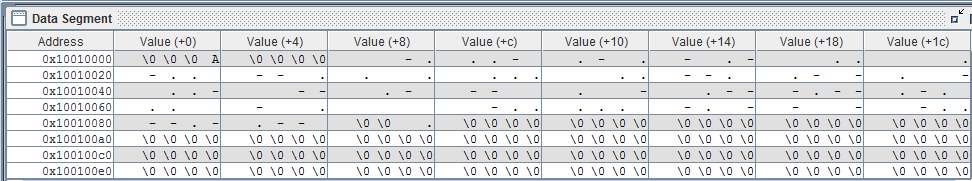 Data Segment
Address Value (+0) Value (+4) Value (+8) Value (+c) Value (+10) Value (+14) Value (+18) Value (+1c)
0x10010000 \0 \0 \0 A \0 \0 \0 \0 - . . . - . - . - . - . . .
0x10010020 - . . - - . . . . . . . . - - . . - - . -
0x10010040 . . - - - . - - - - . - - . - . - - . - .
0x10010060 . . - . - . . . . - . - . - - - . .
0x10010080 - - . - . - - \0 \0 . \0 \0 \0 \0 \0 \0 \0 \0 \0 \0 \0 \0 \0 \0 \0 \0 \0 \0 \0 \0
0x100100a0 \0 \0 \0 \0 \0 \0 \0 \0 \0 \0 \0 \0 \0 \0 \0 \0 \0 \0 \0 \0 \0 \0 \0 \0 \0 \0 \0 \0 \0 \0 \0 \0
0x100100c0 \0 \0 \0 \0 \0 \0 \0 \0 \0 \0 \0 \0 \0 \0 \0 \0 \0 \0 \0 \0 \0 \0 \0 \0 \0 \0 \0 \0 \0 \0 \0 \0
0x100100e0 \0 \0 \0 \0 \0 \0 \0 \0 \0 \0 \0 \0 \0 \0 \0 \0 \0 \0 \0 \0 \0 \0 \0 \0 \0 \0 \0 \0 \0 \0 \0 \0